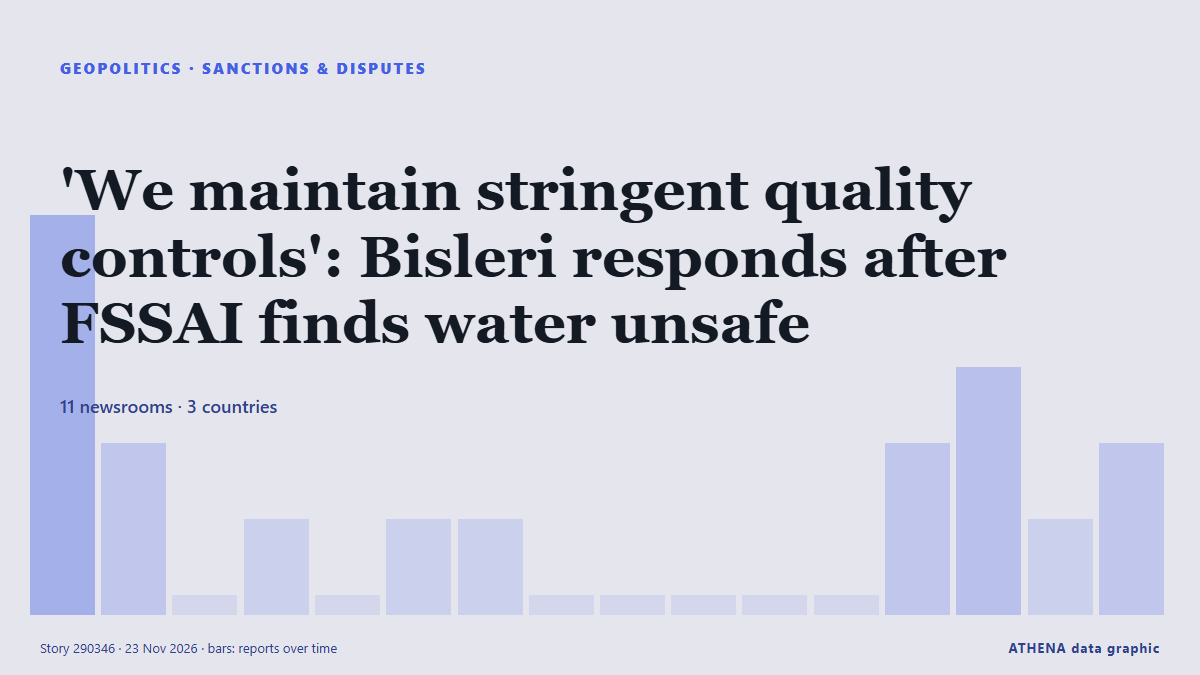 GEOPOLITICS · SANCTIONS & DISPUTES
'We maintain stringent quality
controls': Bisleri responds after
FSSAI finds water unsafe
11 newsrooms · 3 countries
Story 290346 · 23 Nov 2026 · bars: reports over time
ATHENA data graphic